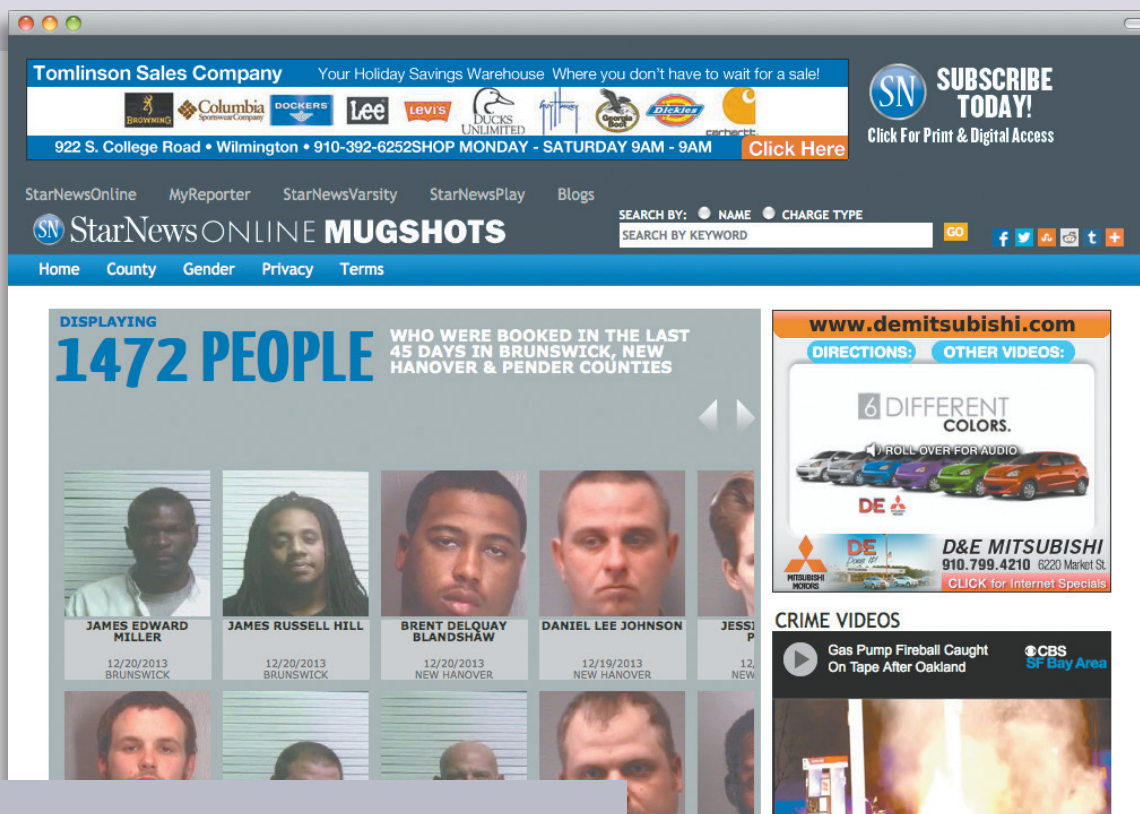 Tomlinson Sales Company Your Holiday Savings Warehouse Where you don't have to wait for a sale!
BROWNING
Columbia
Sportswear Company
DOCKERS
Lee
LEVI'S
DUCKS
UNLIMITED
Guy Harvey
Georgia
Boot
Dickies
carhartt
922 S. College Road • Wilmington • 910-392-6252SHOP MONDAY - SATURDAY 9AM - 9AM Click Here
SN SUBSCRIBE
TODAY!
Click For Print & Digital Access
StarNewsOnline MyReporter StarNewsVarsity StarNewsPlay Blogs
SN StarNews ONLINE MUGSHOTS
SEARCH BY: NAME CHARGE TYPE
SEARCH BY KEYWORD GO
Home County Gender Privacy Terms
DISPLAYING
1472 PEOPLE
WHO WERE BOOKED IN THE LAST
45 DAYS IN BRUNSWICK, NEW
HANOVER & PENDER COUNTIES
JAMES EDWARD
MILLER
12/20/2013
BRUNSWICK
JAMES RUSSELL HILL
12/20/2013
BRUNSWICK
BRENT DELQUAY
BLANDSHAW
12/20/2013
NEW HANOVER
DANIEL LEE JOHNSON
12/19/2013
NEW HANOVER
JESSI
P
12/
NEW
www.demitsubishi.com
DIRECTIONS: OTHER VIDEOS:
6 DIFFERENT
COLORS.
ROLL OVER FOR AUDIO
DE
MITSUBISHI
MOTORS
DE
Does It!
D&E MITSUBISHI
910.799.4210 6220 Market St.
CLICK for Internet Specials
CRIME VIDEOS
Gas Pump Fireball Caught
On Tape After Oakland
CBS
SF Bay Area